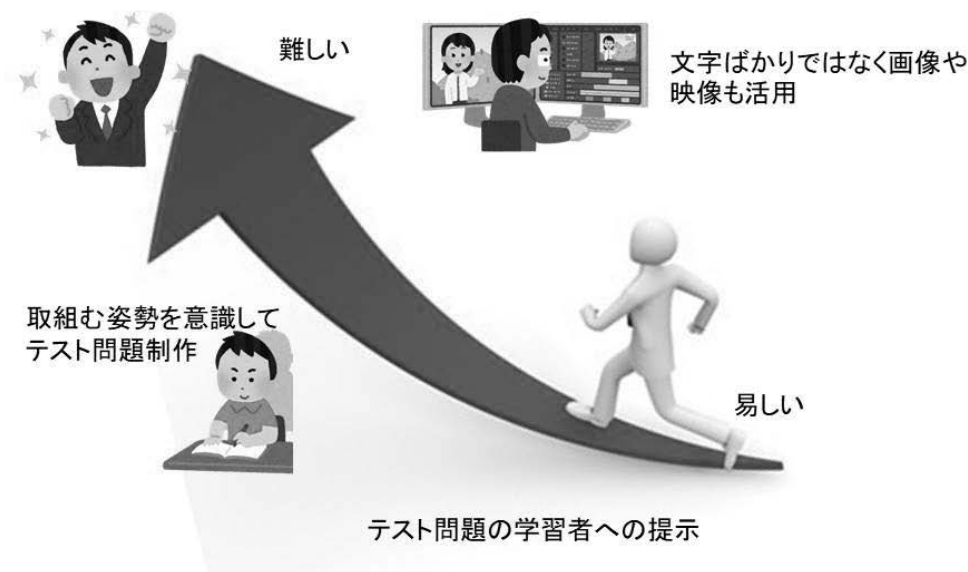 難しい
文字ばかりではなく画像や
映像も活用
取組む姿勢を意識して
テスト問題制作
易しい
テスト問題の学習者への提示